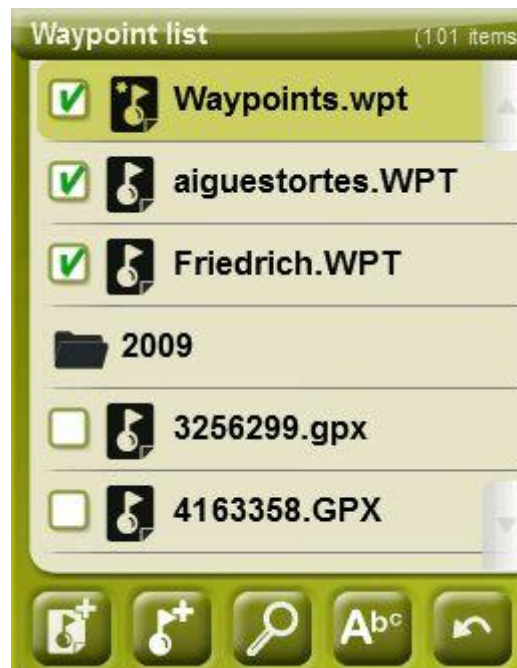 Waypoint list (101 items
Waypoints.wpt
aiguestortes.WPT
Friedrich.WPT
2009
3256299.gpx
4163358.GPX
Abc